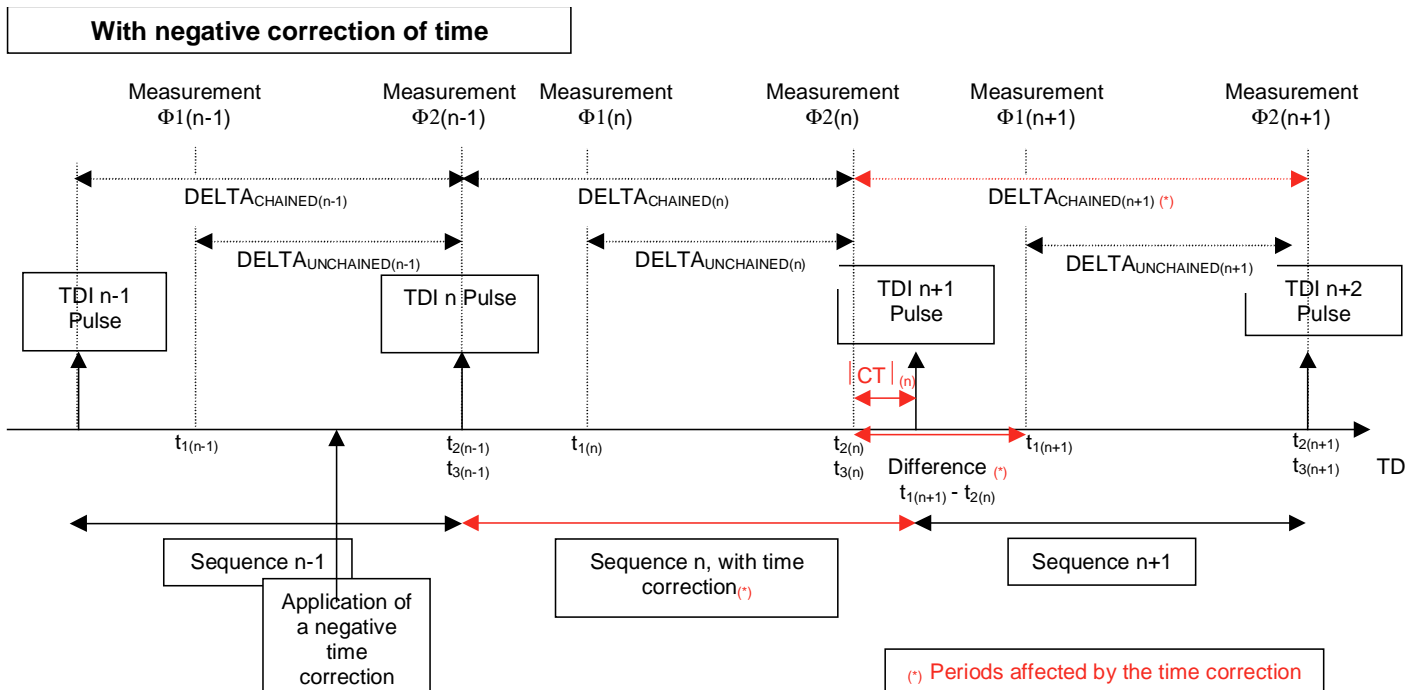 With negative correction of time
Measurement
Φ1(n-1)
Measurement
Φ2(n-1)
Measurement
Φ1(n)
Measurement
Φ2(n)
Measurement
Φ1(n+1)
Measurement
Φ2(n+1)
DELTACHAINED(n-1)
DELTACHAINED(n)
DELTACHAINED(n+1) (*)
DELTAUNCHAINED(n-1)
DELTAUNCHAINED(n)
DELTAUNCHAINED(n+1)
TDI n-1
Pulse
TDI n Pulse
TDI n+1
Pulse
TDI n+2
Pulse
|CT| (n)
t1(n-1)
t2(n-1)
t3(n-1)
t1(n)
t2(n)
t3(n)
Difference (*)
t1(n+1) - t2(n)
t1(n+1)
t2(n+1)
t3(n+1)
TD
Sequence n-1
Sequence n, with time
correction(*)
Sequence n+1
Application of
a negative
time
correction
(*) Periods affected by the time correction